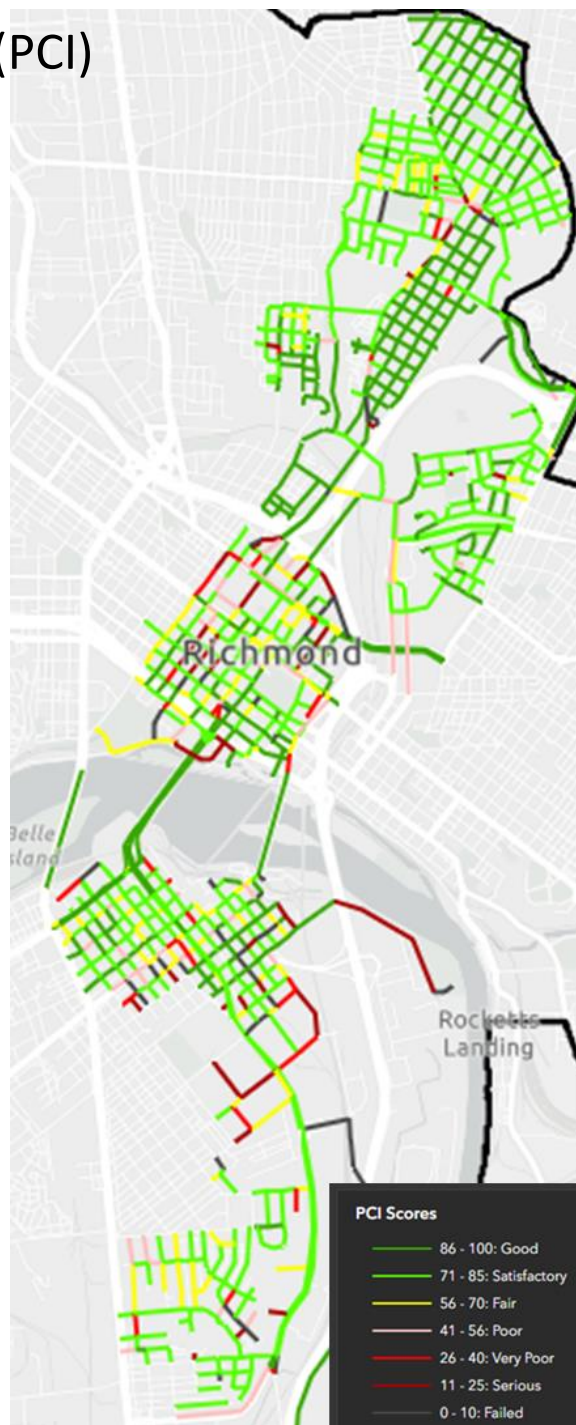 (PCI)
Richmond
Belle
Island
Rocketts
Landing
PCI Scores
86 - 100: Good
71 - 85: Satisfactory
56 - 70: Fair
41 - 56: Poor
26 - 40: Very Poor
11 - 25: Serious
0 - 10: Failed